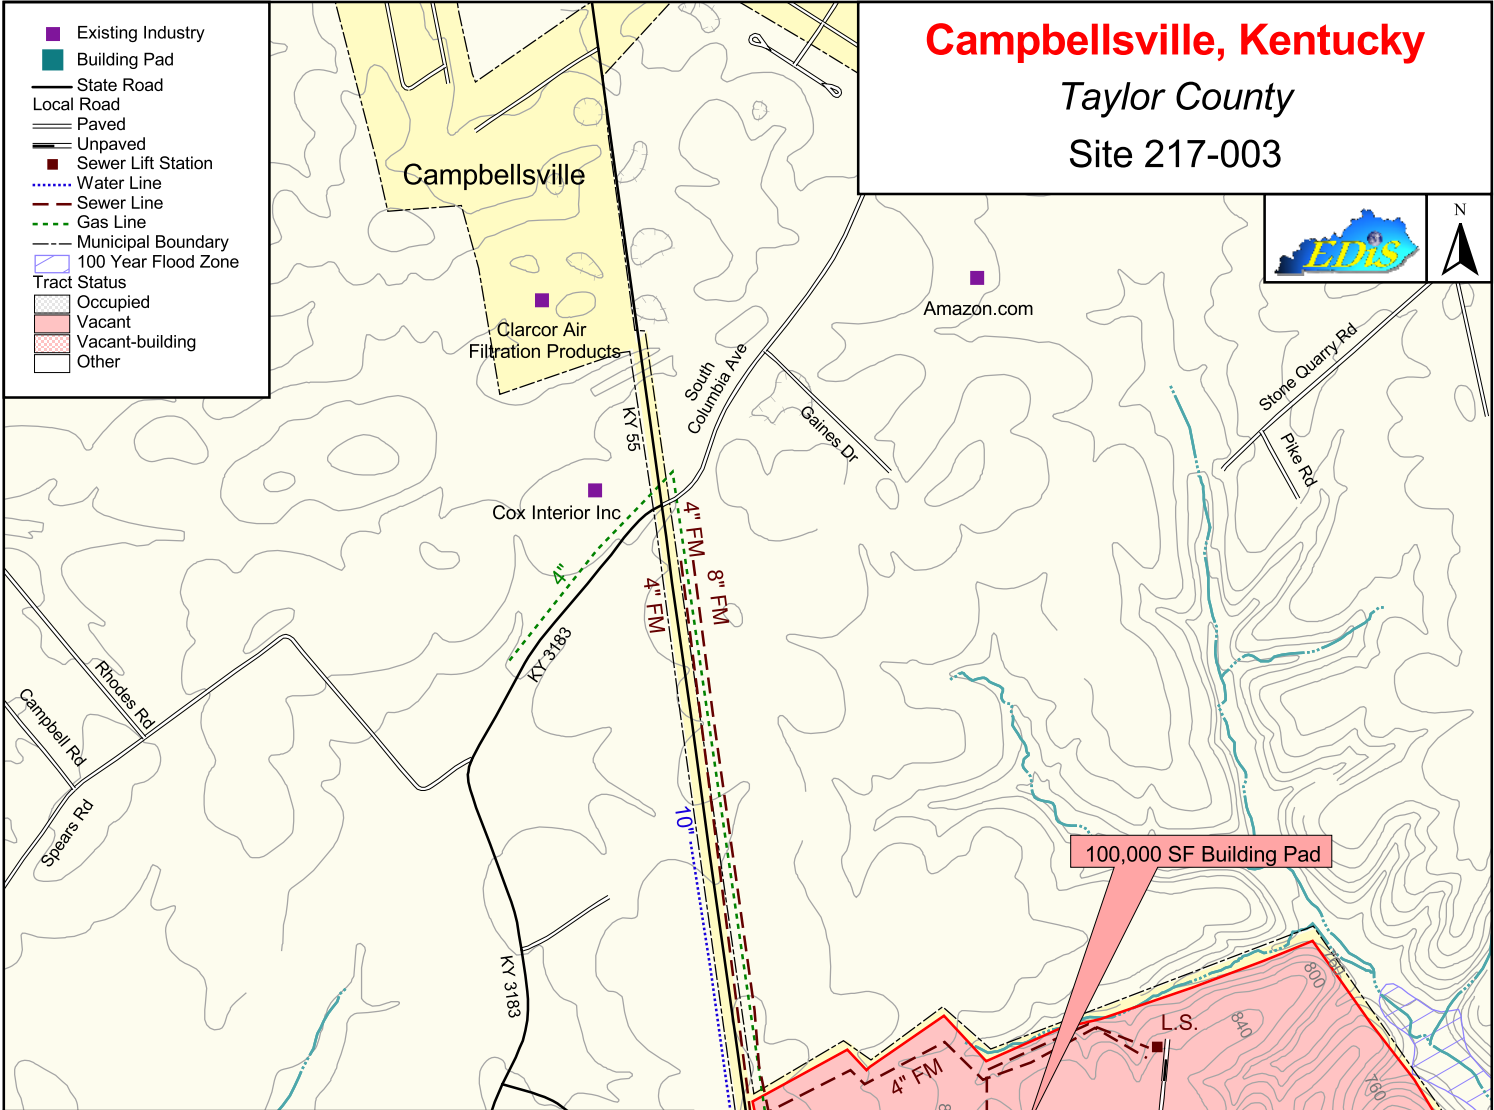 Existing Industry
Building Pad
State Road
Local Road
Paved
Unpaved
Sewer Lift Station
Water Line
Sewer Line
Gas Line
Municipal Boundary
100 Year Flood Zone
Tract Status
Occupied
Vacant
Vacant-building
Other
Campbellsville, Kentucky
Taylor County
Site 217-003
EDiS
N
Campbellsville
Clarcor Air
Filtration Products
Amazon.com
South
Columbia Ave
Gaines Dr
Stone Quarry Rd
Pike Rd
KY 55
Cox Interior Inc
4" FM
8" FM
4" FM
4"
KY 3183
Rhodes Rd
Campbell Rd
Spears Rd
10"
100,000 SF Building Pad
KY 3183
760
800
840
L.S.
4" FM
760